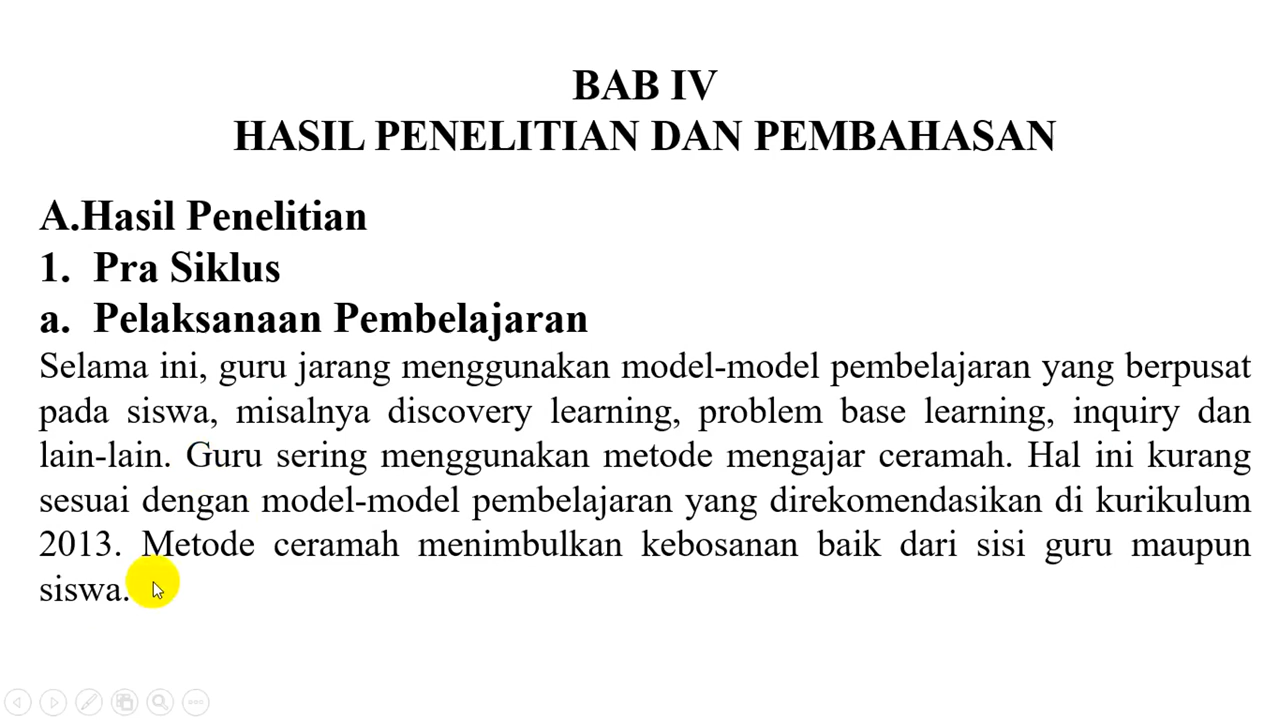 BAB IV
HASIL PENELITIAN DAN PEMBAHASAN
A.Hasil Penelitian
1. Pra Siklus
a. Pelaksanaan Pembelajaran
Selama ini, guru jarang menggunakan model-model pembelajaran yang berpusat
pada siswa, misalnya discovery learning, problem base learning, inquiry dan
lain-lain. Guru sering menggunakan metode mengajar ceramah. Hal ini kurang
sesuai dengan model-model pembelajaran yang direkomendasikan di kurikulum
2013. Metode ceramah menimbulkan kebosanan baik dari sisi guru maupun
siswa.